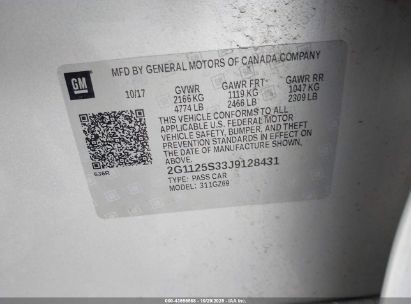 MFD BY GENERAL MOTORS OF CANADA COMPANY
GM
10/17
GVWR
2166 KG
4774 LB
GAWR FRT
1119 KG
2466 LB
GAWR RR
1047 KG
2309 LB
THIS VEHICLE CONFORMS TO ALL
APPLICABLE U.S. FEDERAL MOTOR
VEHICLE SAFETY, BUMPER, AND THEFT
PREVENTION STANDARDS IN EFFECT ON
THE DATE OF MANUFACTURE SHOWN
ABOVE.
2G1125S33J9128431
TYPE: PASS CAR
MODEL: 311GZ69